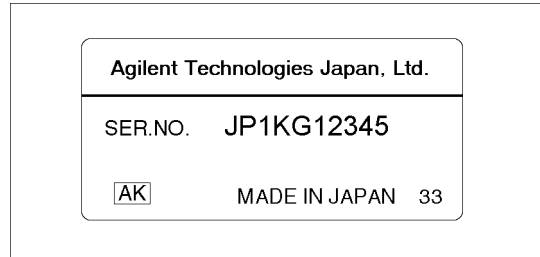 Agilent Technologies Japan, Ltd.
SER.NO. JP1KG12345
AK MADE IN JAPAN 33